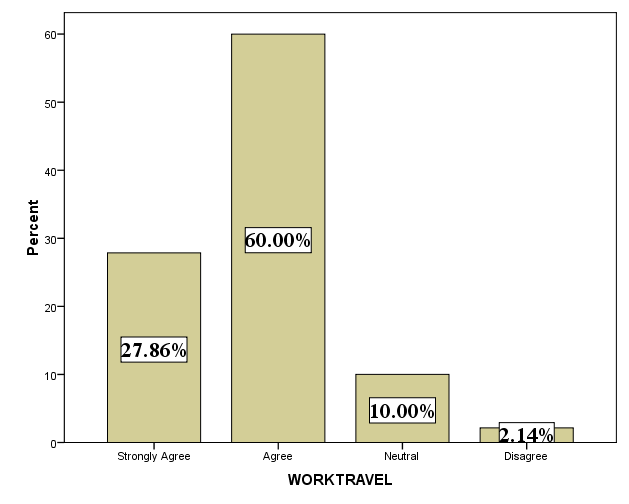 Percent
60
50
40
30
20
10
0
27.86%
60.00%
10.00%
2.14%
Strongly Agree
Agree
Neutral
Disagree
WORKTRAVEL